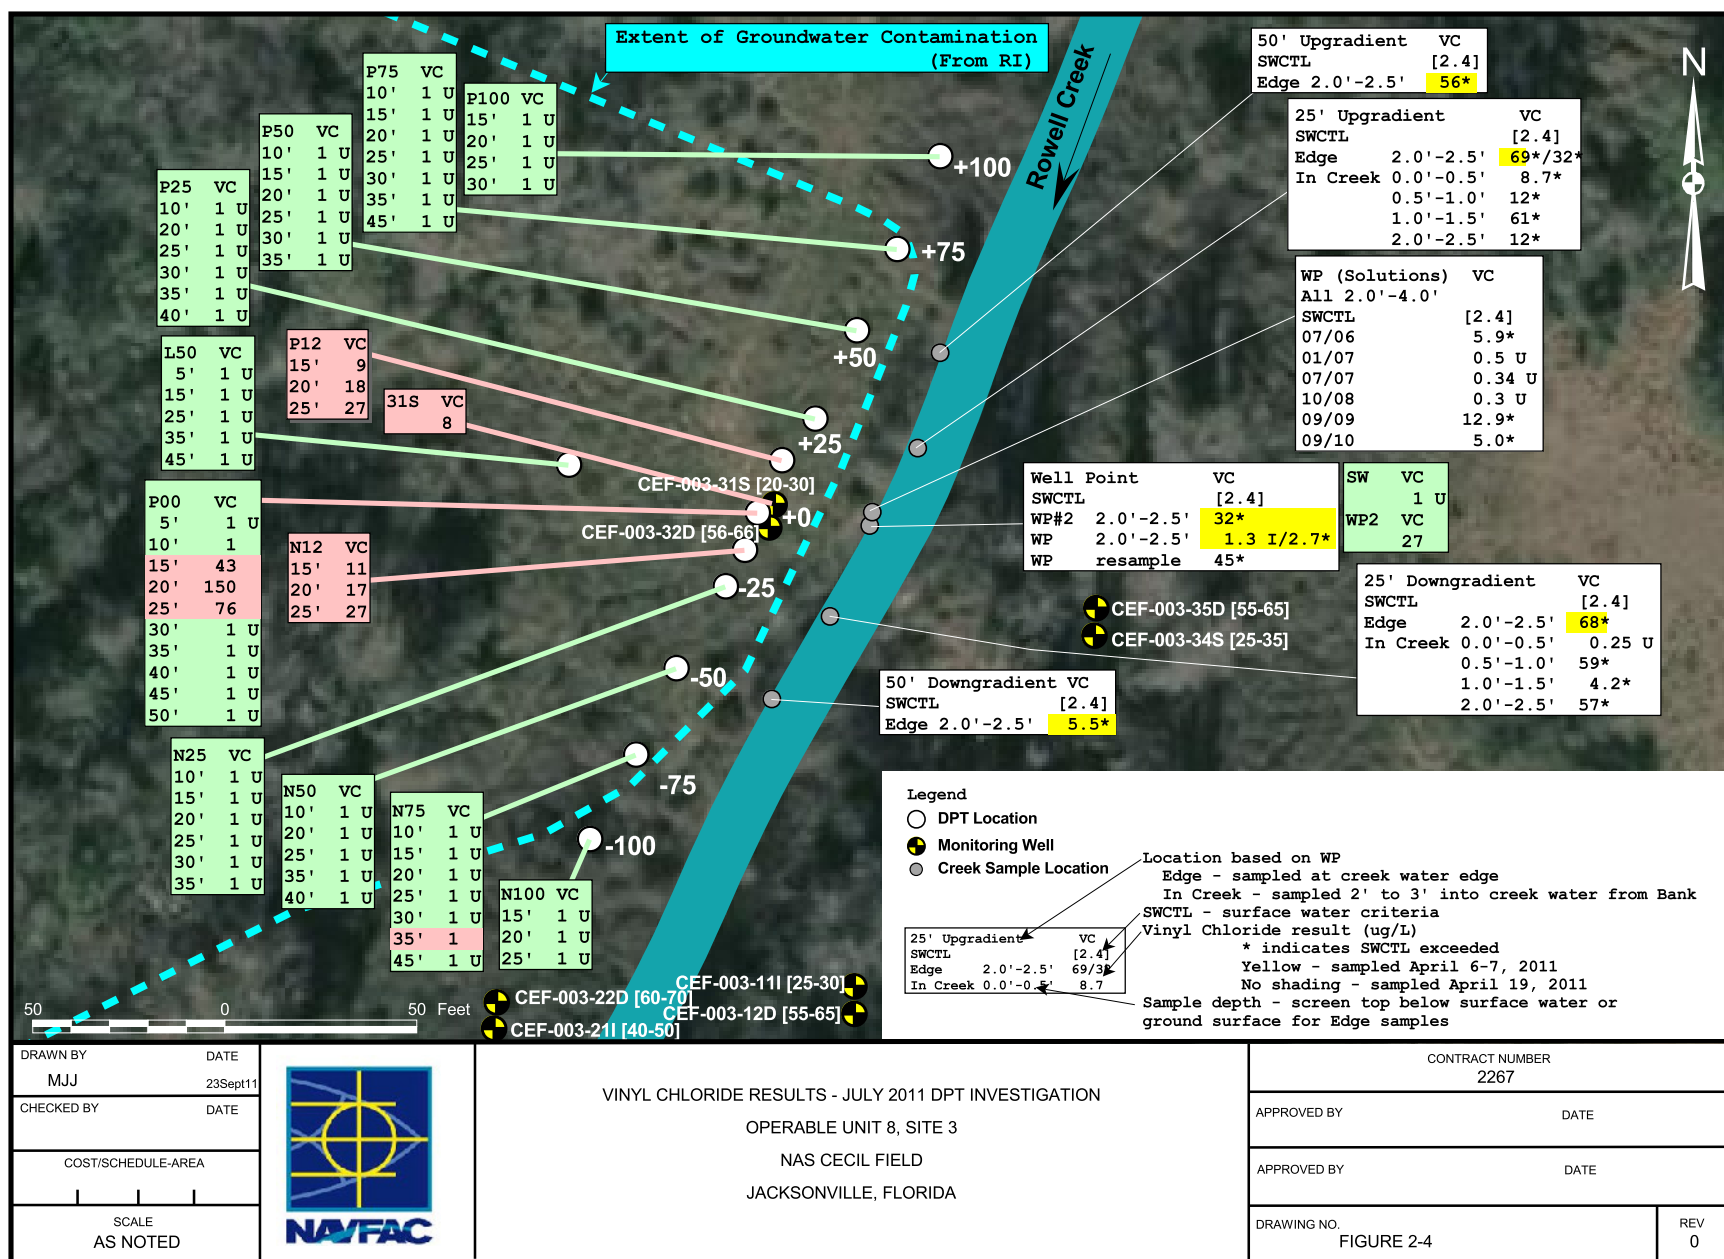 Extent of Groundwater Contamination
(From RI)
Rowell Creek
N
P75 VC
10' 1 U
15' 1 U
20' 1 U
25' 1 U
30' 1 U
35' 1 U
45' 1 U
P100 VC
15' 1 U
20' 1 U
25' 1 U
30' 1 U
P50 VC
10' 1 U
15' 1 U
20' 1 U
25' 1 U
30' 1 U
35' 1 U
P25 VC
10' 1 U
20' 1 U
25' 1 U
30' 1 U
35' 1 U
40' 1 U
L50 VC
5' 1 U
15' 1 U
25' 1 U
35' 1 U
45' 1 U
P12 VC
15' 9
20' 18
25' 27
31S VC
8
P00 VC
5' 1 U
10' 1
15' 43
20' 150
25' 76
30' 1 U
35' 1 U
40' 1 U
45' 1 U
50' 1 U
N12 VC
15' 11
20' 17
25' 27
N25 VC
10' 1 U
15' 1 U
20' 1 U
25' 1 U
30' 1 U
35' 1 U
N50 VC
10' 1 U
20' 1 U
25' 1 U
35' 1 U
40' 1 U
N75 VC
10' 1 U
15' 1 U
20' 1 U
25' 1 U
30' 1 U
35' 1
45' 1 U
N100 VC
15' 1 U
20' 1 U
25' 1 U
+100
+75
+50
+25
+0
-25
-50
-75
-100
CEF-003-31S [20-30]
CEF-003-32D [56-66]
CEF-003-35D [55-65]
CEF-003-34S [25-35]
CEF-003-22D [60-70]
CEF-003-21I [40-50]
CEF-003-11I [25-30]
CEF-003-12D [55-65]
50' Upgradient VC
SWCTL [2.4]
Edge 2.0'-2.5' 56*
25' Upgradient VC
SWCTL [2.4]
Edge 2.0'-2.5' 69*/32*
In Creek 0.0'-0.5' 8.7*
0.5'-1.0' 12*
1.0'-1.5' 61*
2.0'-2.5' 12*
WP (Solutions) VC
All 2.0'-4.0'
SWCTL [2.4]
07/06 5.9*
01/07 0.5 U
07/07 0.34 U
10/08 0.3 U
09/09 12.9*
09/10 5.0*
Well Point VC
SWCTL [2.4]
WP#2 2.0'-2.5' 32*
WP 2.0'-2.5' 1.3 I/2.7*
WP resample 45*
SW VC
1 U
WP2 VC
27
25' Downgradient VC
SWCTL [2.4]
Edge 2.0'-2.5' 68*
In Creek 0.0'-0.5' 0.25 U
0.5'-1.0' 59*
1.0'-1.5' 4.2*
2.0'-2.5' 57*
50' Downgradient VC
SWCTL [2.4]
Edge 2.0'-2.5' 5.5*
Legend
DPT Location
Monitoring Well
Creek Sample Location
25' Upgradient VC
SWCTL [2.4]
Edge 2.0'-2.5' 69/32
In Creek 0.0'-0.5' 8.7
Location based on WP
Edge - sampled at creek water edge
In Creek - sampled 2' to 3' into creek water from Bank
SWCTL - surface water criteria
Vinyl Chloride result (ug/L)
* indicates SWCTL exceeded
Yellow - sampled April 6-7, 2011
No shading - sampled April 19, 2011
Sample depth - screen top below surface water or
ground surface for Edge samples
50 0 50 Feet
DRAWN BY DATE
MJJ 23Sept11
CHECKED BY DATE
COST/SCHEDULE-AREA
SCALE
AS NOTED
NAVFAC
VINYL CHLORIDE RESULTS - JULY 2011 DPT INVESTIGATION
OPERABLE UNIT 8, SITE 3
NAS CECIL FIELD
JACKSONVILLE, FLORIDA
CONTRACT NUMBER
2267
APPROVED BY DATE
APPROVED BY DATE
DRAWING NO.
FIGURE 2-4
REV
0